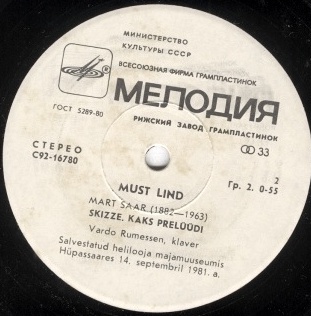 МИНИСТЕРСТВО
КУЛЬТУРЫ СССР
ВСЕСОЮЗНАЯ ФИРМА ГРАМПЛАСТИНОК
МЕЛОДИЯ
ГОСТ 5289-80
РИЖСКИЙ ЗАВОД ГРАМПЛАСТИНОК
СТЕРЕО
33
С92-16780
2
Гр. 2. 0-55
MUST LIND
MART SAAR (1882—1963)
SKIZZE. KAKS PRELÜÜDI
Vardo Rumessen, klaver
Salvestatud helilooja majamuuseumis
Hüpassaares 14. septembril 1981. a.